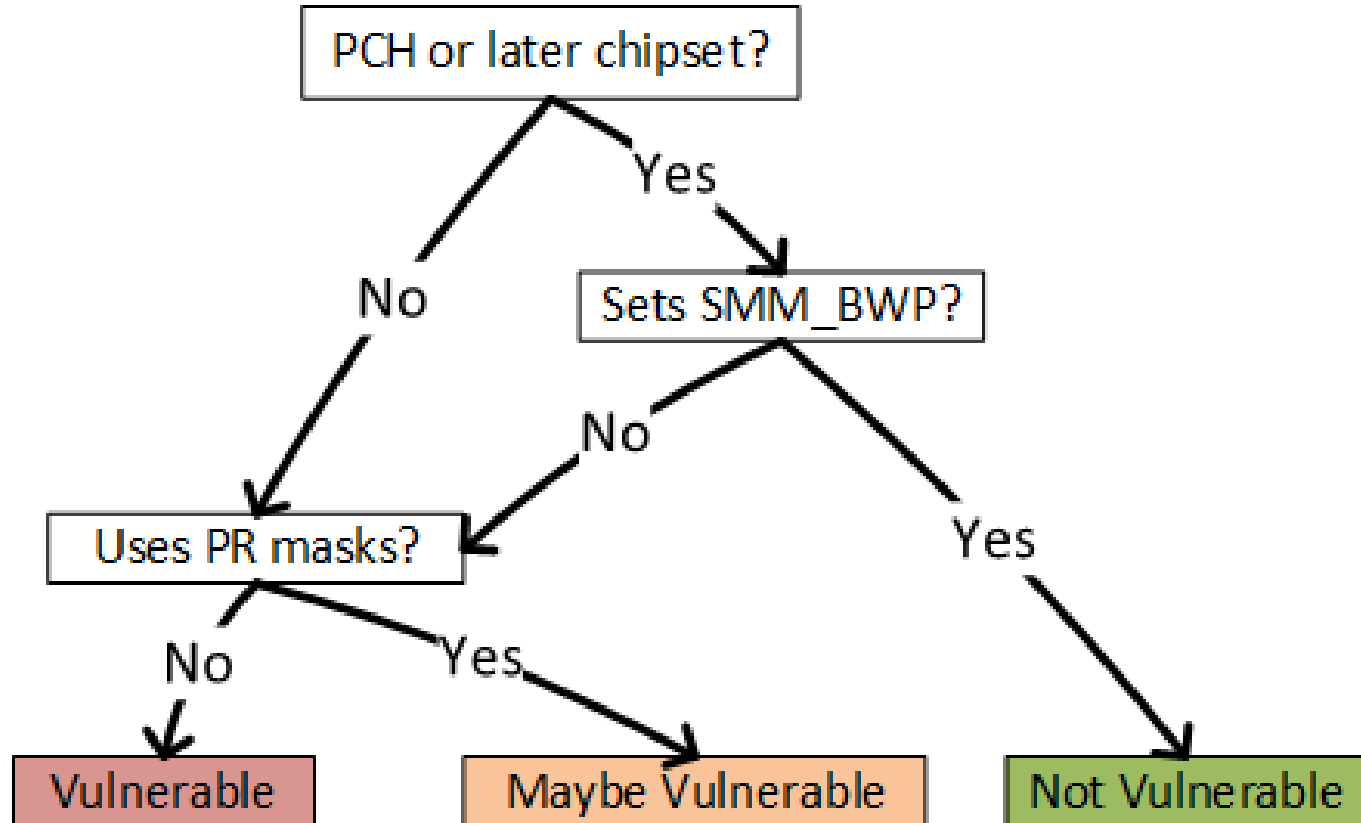 PCH or later chipset?
Yes
No
Sets SMM_BWP?
No
Yes
Uses PR masks?
No
Yes
Vulnerable
Maybe Vulnerable
Not Vulnerable